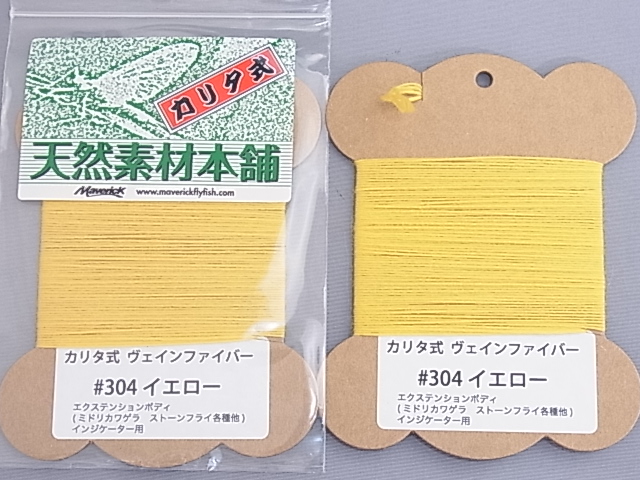 カリタ式
天然素材本舗
Maverick www.maverickflyfish.com
カリタ式 ヴェインファイバー
#304 イエロー
エクステンションボディ
(ミドリカワゲラ ストーンフライ各種他)
インジケーター用
カリタ式 ヴェインファイバー
#304 イエロー
エクステンションボディ
(ミドリカワゲラ ストーンフライ各種他)
インジケーター用